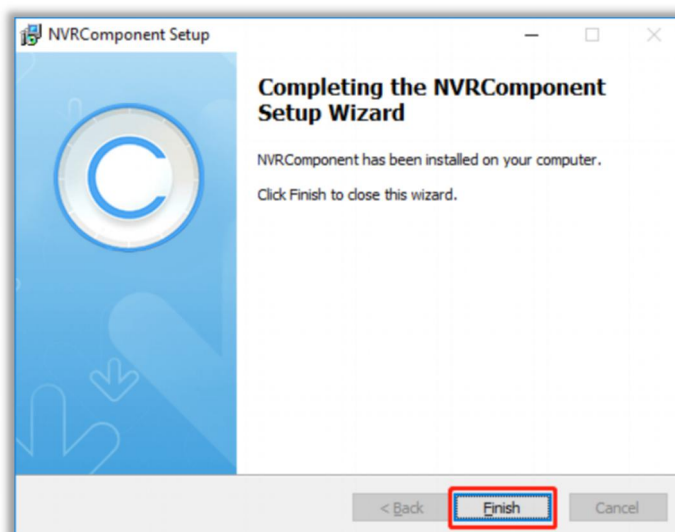 NVRComponent Setup
Completing the NVRComponent
Setup Wizard
NVRComponent has been installed on your computer.
Click Finish to close this wizard.
< Back
Finish
Cancel